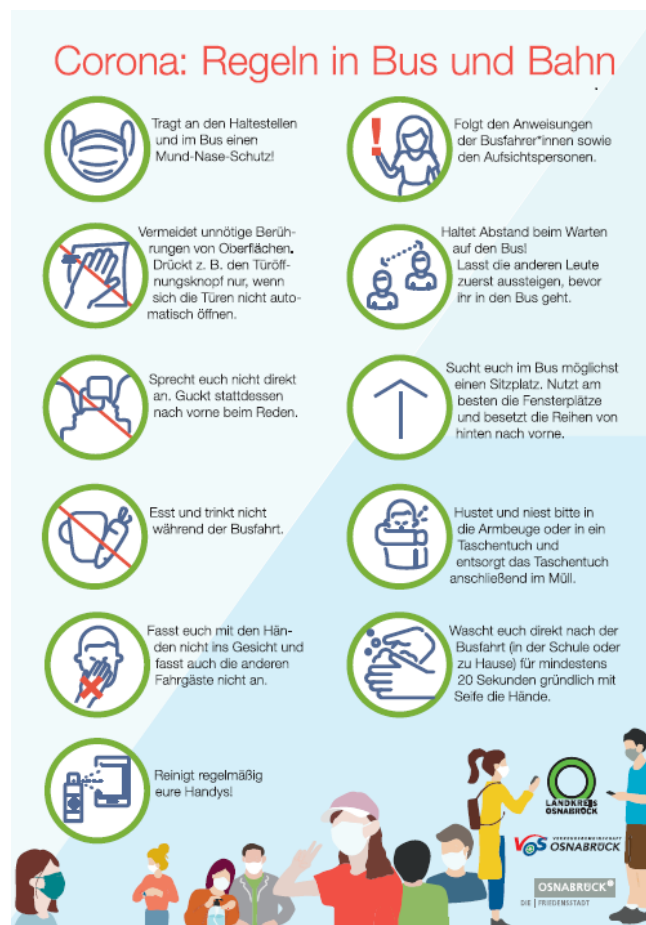 Corona: Regeln in Bus und Bahn
Tragt an den Haltestellen
und im Bus einen
Mund-Nase-Schutz!
Folgt den Anweisungen
der Busfahrer*innen sowie
den Aufsichtspersonen.
Vermeidet unnötige Berüh-
rungen von Oberflächen.
Drückt z. B. den Türöff-
nungsknopf nur, wenn
sich die Türen nicht auto-
matisch öffnen.
Haltet Abstand beim Warten
auf den Bus!
Lasst die anderen Leute
zuerst aussteigen, bevor
ihr in den Bus geht.
Sprecht euch nicht direkt
an. Guckt stattdessen
nach vorne beim Reden.
Sucht euch im Bus möglichst
einen Sitzplatz. Nutzt am
besten die Fensterplätze
und besetzt die Reihen von
hinten nach vorne.
Esst und trinkt nicht
während der Busfahrt.
Hustet und niest bitte in
die Armbeuge oder in ein
Taschentuch und
entsorgt das Taschentuch
anschließend im Müll.
Fasst euch mit den Hän-
den nicht ins Gesicht und
fasst auch die anderen
Fahrgäste nicht an.
Wascht euch direkt nach der
Busfahrt (in der Schule oder
zu Hause) für mindestens
20 Sekunden gründlich mit
Seife die Hände.
Reinigt regelmäßig
eure Handys!
LANDKREIS
OSNABRÜCK
VOS
VERKEHRSGEMEINSCHAFT
OSNABRÜCK
OSNABRÜCK
DIE | FRIEDENSSTADT